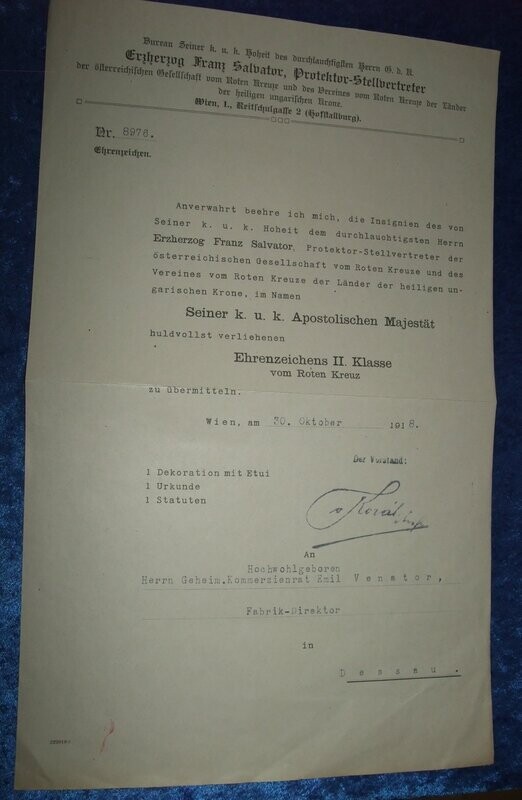 Bureau Seiner k. u. k. Hoheit des durchlauchtigsten Herrn G. d. K.
Erzherzog Franz Salvator, Protektor-Stellvertreter
der österreichischen Gesellschaft vom Roten Kreuze und des Vereines vom Roten Kreuze der Länder
der heiligen ungarischen Krone.
Wien, I., Reitschulgasse 2 (Hofstallburg).
Nr. 8976.
Ehrenzeichen.
Anverwahrt beehre ich mich, die Insignien des von
Seiner k. u. k. Hoheit dem durchlauchtigsten Herrn
Erzherzog Franz Salvator, Protektor-Stellvertreter der
österreichischen Gesellschaft vom Roten Kreuze und des
Vereines vom Roten Kreuze der Länder der heiligen un-
garischen Krone, im Namen
Seiner k. u. k. Apostolischen Majestät
huldvollst verliehenen
Ehrenzeichens II. Klasse
vom Roten Kreuz
zu übermitteln.
Wien, am 30. Oktober 1918.
Der Vorstand:
1 Dekoration mit Etui
1 Urkunde
1 Statuten
An
Hochwohlgeboren
Herrn Geheim.Kommerzienrat Emil Venator,
Fabrik-Direktor
in
Dessau.